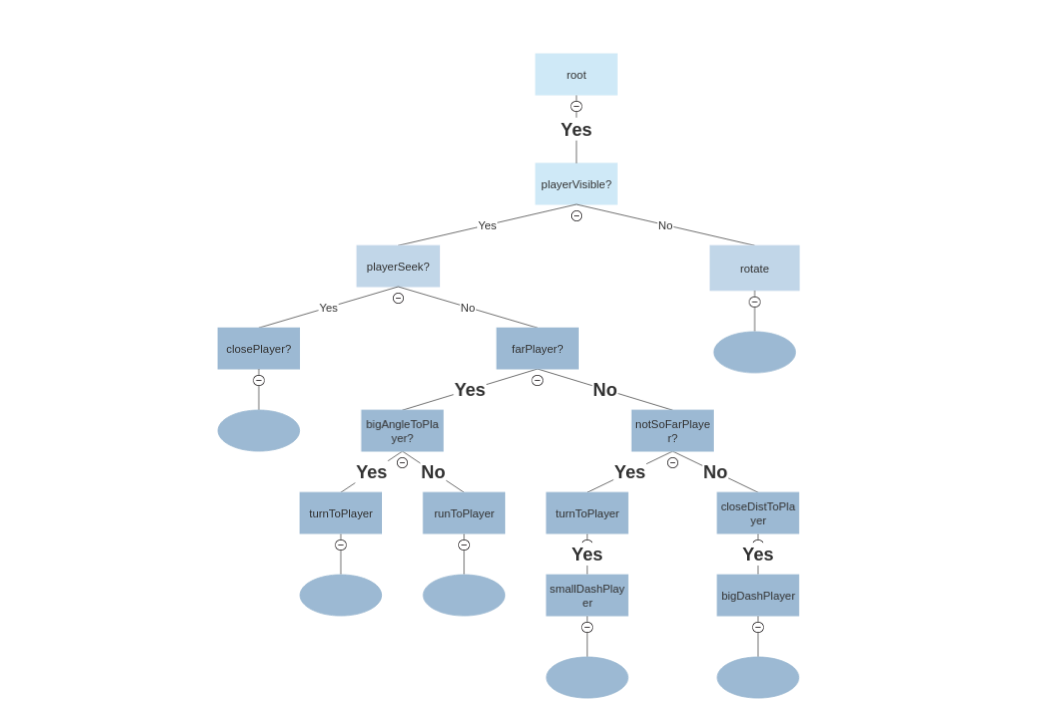 root
Yes
playerVisible?
Yes
No
playerSeek?
rotate
Yes
No
closePlayer?
farPlayer?
Yes
No
bigAngleToPla
yer?
notSoFarPlaye
r?
Yes
No
Yes
No
turnToPlayer
runToPlayer
turnToPlayer
closeDistToPla
yer
Yes
Yes
smallDashPlay
er
bigDashPlayer